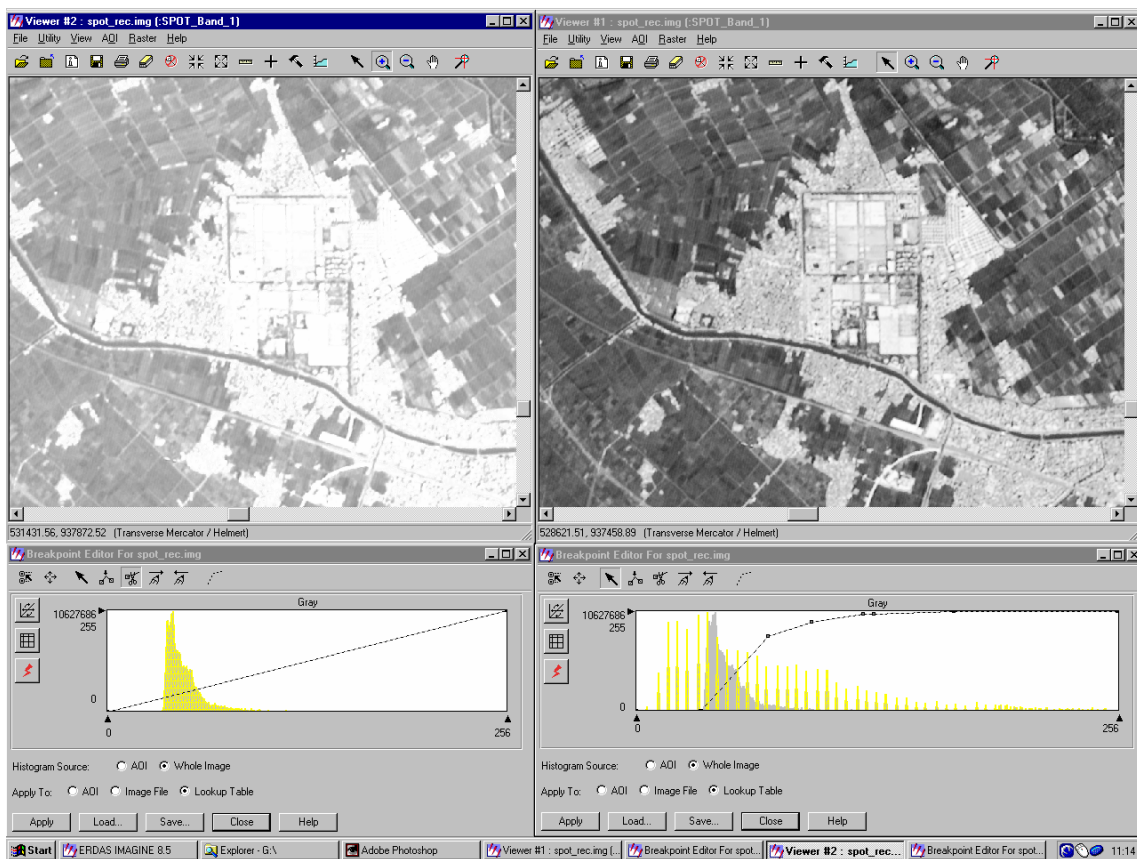 Viewer #2 : spot_rec.img (:SPOT_Band_1)
File Utility View AOI Raster Help
531431.56, 937872.52 (Transverse Mercator / Helmert)
Viewer #1 : spot_rec.img (:SPOT_Band_1)
File Utility View AOI Raster Help
528621.51, 937458.89 (Transverse Mercator / Helmert)
Breakpoint Editor For spot_rec.img
Gray
10627686
255
0
0 256
Histogram Source: AOI Whole Image
Apply To: AOI Image File Lookup Table
Apply Load... Save... Close Help
Breakpoint Editor For spot_rec.img
Gray
10627686
255
0
0 256
Histogram Source: AOI Whole Image
Apply To: AOI Image File Lookup Table
Apply Load... Save... Close Help
Start ERDAS IMAGINE 8.5 Explorer - G:\ Adobe Photoshop Viewer #1 : spot_rec.img (... Breakpoint Editor For spot... Viewer #2 : spot_rec... Breakpoint Editor For spot... 11:14